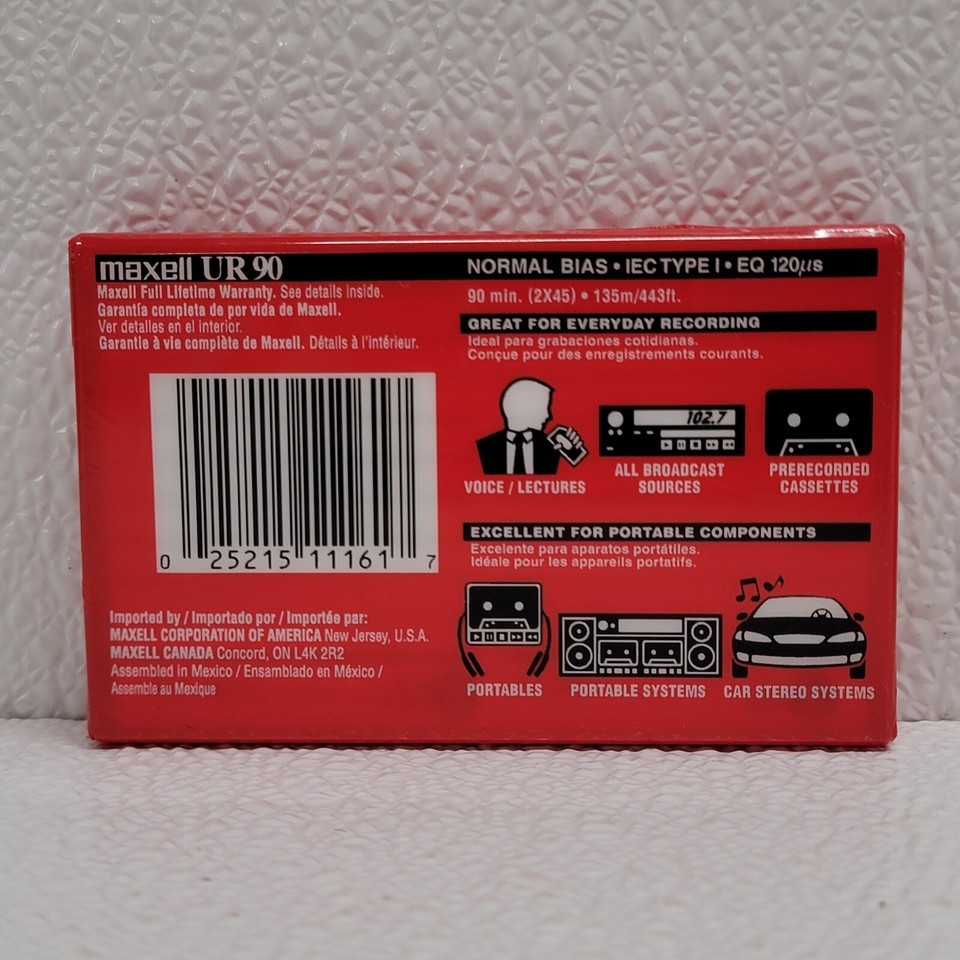 maxell UR 90
Maxell Full Lifetime Warranty. See details inside.
Garantía completa de por vida de Maxell.
Ver detalles en el interior.
Garantie à vie complète de Maxell. Détails à l'intérieur.
0 25215 11161 7
Imported by / Importado por / Importée par:
MAXELL CORPORATION OF AMERICA New Jersey, U.S.A.
MAXELL CANADA Concord, ON L4K 2R2
Assembled in Mexico / Ensamblado en México /
Assemble au Mexique
NORMAL BIAS • IEC TYPE I • EQ 120µs
90 min. (2X45) • 135m/443ft.
GREAT FOR EVERYDAY RECORDING
Ideal para grabaciones cotidianas.
Conçue pour des enregistrements courants.
102.7
VOICE / LECTURES
ALL BROADCAST
SOURCES
PRERECORDED
CASSETTES
EXCELLENT FOR PORTABLE COMPONENTS
Excelente para aparatos portátiles.
Idéale pour les appareils portatifs.
PORTABLES
PORTABLE SYSTEMS
CAR STEREO SYSTEMS